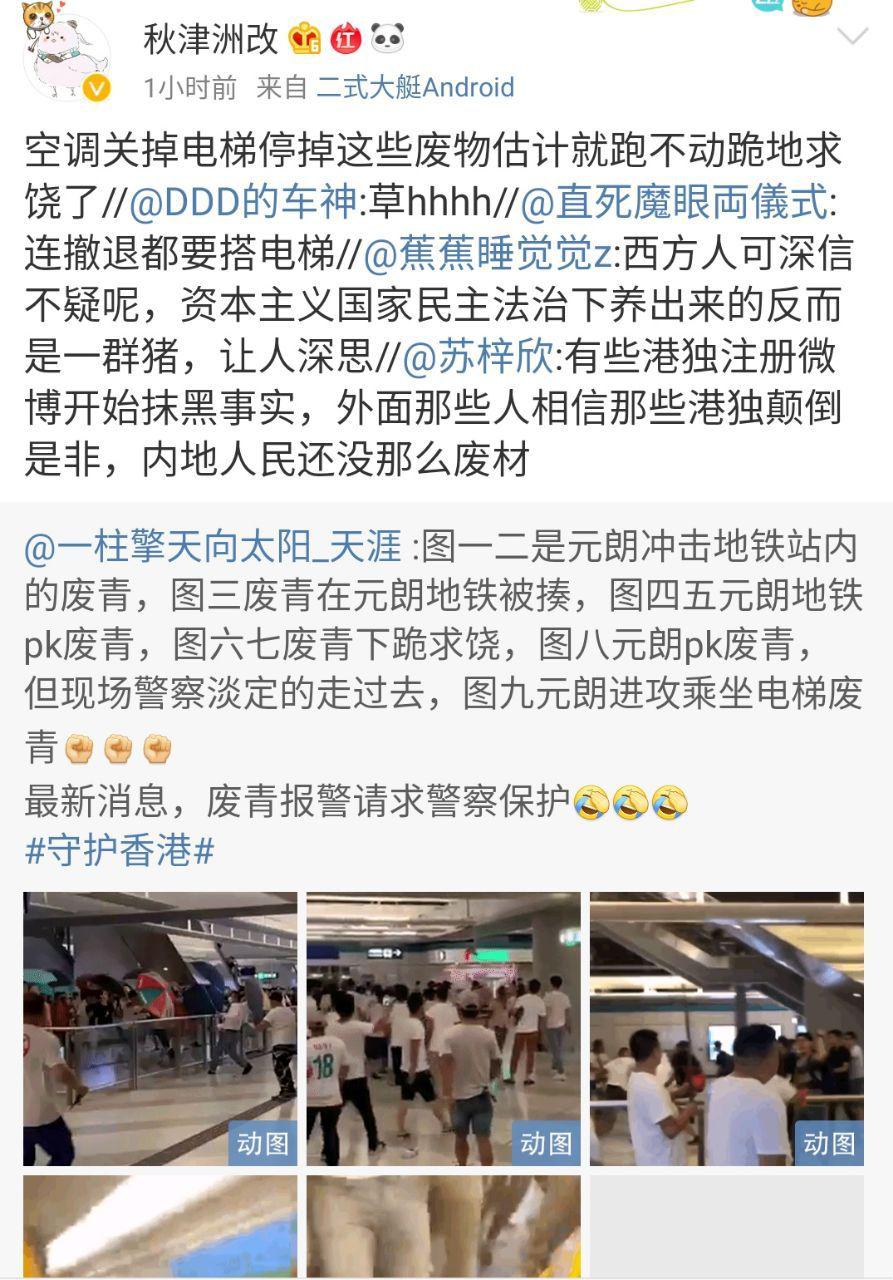 秋津洲改
1小时前 来自 二式大艇Android
空调关掉电梯停掉这些废物估计就跑不动跪地求
饶了//@DDD的车神:草hhhh//@直死魔眼両儀式:
连撤退都要搭电梯//@蕉蕉睡觉觉z:西方人可深信
不疑呢，资本主义国家民主法治下养出来的反而
是一群猪，让人深思//@苏梓欣:有些港独注册微
博开始抹黑事实，外面那些人相信那些港独颠倒
是非，内地人民还没那么废材
@一柱擎天向太阳_天涯 :图一二是元朗冲击地铁站内
的废青，图三废青在元朗地铁被揍，图四五元朗地铁
pk废青，图六七废青下跪求饶，图八元朗pk废青，
但现场警察淡定的走过去，图九元朗进攻乘坐电梯废
青✊✊✊
最新消息，废青报警请求警察保护🤣🤣🤣
#守护香港#
18
动图 动图 动图